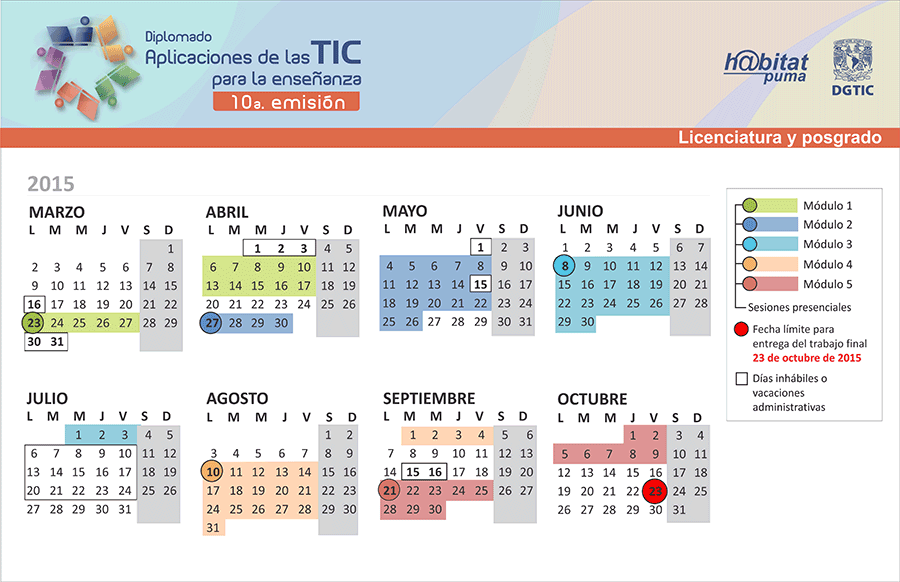 Diplomado
Aplicaciones de las TIC
para la enseñanza
10a. emisión
h@bitat
puma
DGTIC
Licenciatura y posgrado
2015
MARZO
L M M J V S D
1
2 3 4 5 6 7 8
9 10 11 12 13 14 15
16 17 18 19 20 21 22
23 24 25 26 27 28 29
30 31
ABRIL
L M M J V S D
1 2 3 4 5
6 7 8 9 10 11 12
13 14 15 16 17 18 19
20 21 22 23 24 25 26
27 28 29 30
MAYO
L M M J V S D
1 2 3
4 5 6 7 8 9 10
11 12 13 14 15 16 17
18 19 20 21 22 23 24
25 26 27 28 29 30 31
JUNIO
L M M J V S D
1 2 3 4 5 6 7
8 9 10 11 12 13 14
15 16 17 18 19 20 21
22 23 24 25 26 27 28
29 30
Módulo 1
Módulo 2
Módulo 3
Módulo 4
Módulo 5
Sesiones presenciales
Fecha límite para
entrega del trabajo final
23 de octubre de 2015
Días inhábiles o
vacaciones
administrativas
JULIO
L M M J V S D
1 2 3 4 5
6 7 8 9 10 11 12
13 14 15 16 17 18 19
20 21 22 23 24 25 26
27 28 29 30 31
AGOSTO
L M M J V S D
1 2
3 4 5 6 7 8 9
10 11 12 13 14 15 16
17 18 19 20 21 22 23
24 25 26 27 28 29 30
31
SEPTIEMBRE
L M M J V S D
1 2 3 4 5 6
7 8 9 10 11 12 13
14 15 16 17 18 19 20
21 22 23 24 25 26 27
28 29 30
OCTUBRE
L M M J V S D
1 2 3 4
5 6 7 8 9 10 11
12 13 14 15 16 17 18
19 20 21 22 23 24 25
26 27 28 29 30 31